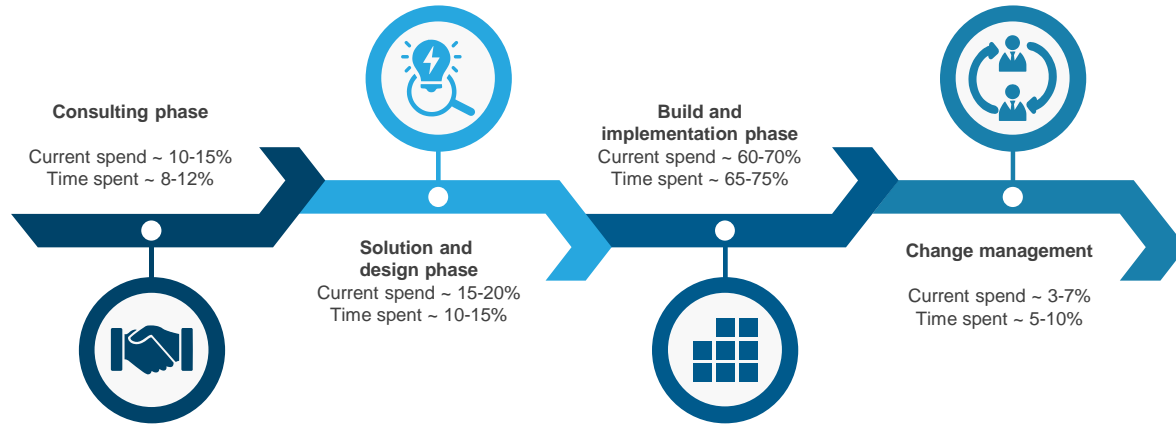 Consulting phase
Current spend ~ 10-15%
Time spent ~ 8-12%
Solution and
design phase
Current spend ~ 15-20%
Time spent ~ 10-15%
Build and
implementation phase
Current spend ~ 60-70%
Time spent ~ 65-75%
Change management
Current spend ~ 3-7%
Time spent ~ 5-10%